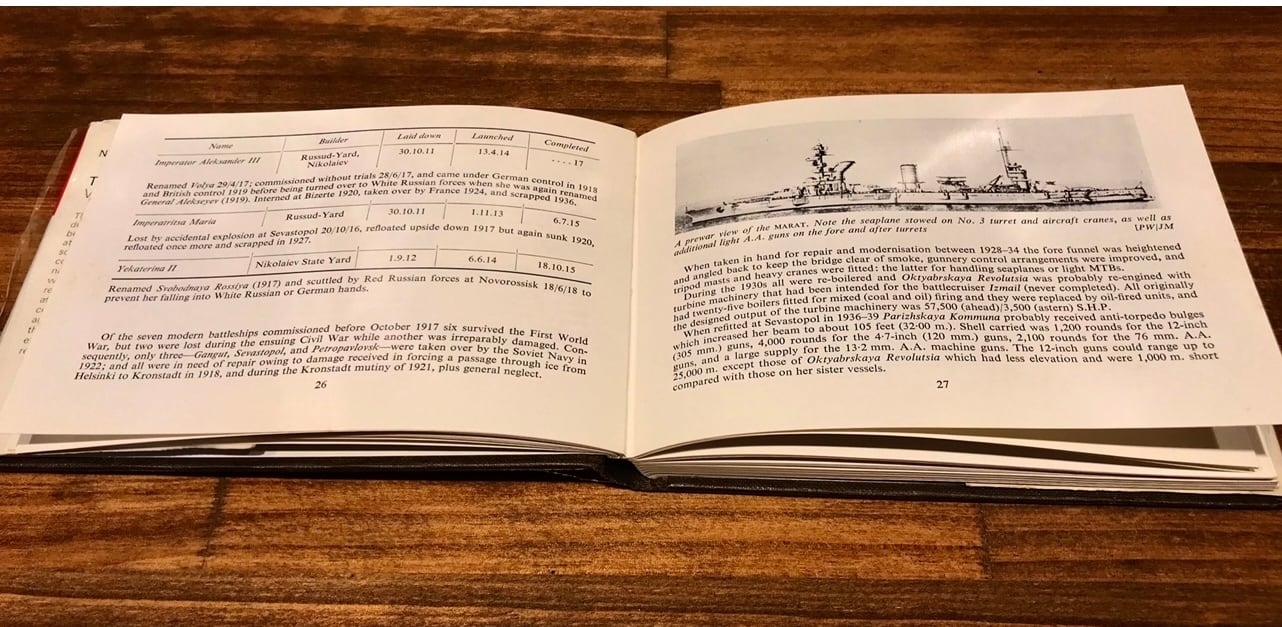 Name Builder Laid down Launched Completed
Imperator Aleksander III Russud-Yard, Nikolaiev 30.10.11 13.4.14 ....17
Renamed Volya 29/4/17; commissioned without trials 28/6/17, and came under German control in 1918
and British control 1919 before being turned over to White Russian forces when she was again renamed
General Alekseyev (1919). Interned at Bizerte 1920, taken over by France 1924, and scrapped 1936.
Imperatritsa Maria Russud-Yard 30.10.11 1.11.13 6.7.15
Lost by accidental explosion at Sevastopol 20/10/16, refloated upside down 1917 but again sunk 1920,
refloated once more and scrapped in 1927.
Yekaterina II Nikolaiev State Yard 1.9.12 6.6.14 18.10.15
Renamed Svobodnaya Rossiya (1917) and scuttled by Red Russian forces at Novorossisk 18/6/18 to
prevent her falling into White Russian or German hands.
Of the seven modern battleships commissioned before October 1917 six survived the First World
War, but two were lost during the ensuing Civil War while another was irreparably damaged. Con-
sequently, only three—Gangut, Sevastopol, and Petropavlovsk—were taken over by the Soviet Navy in
1922; and all were in need of repair owing to damage received in forcing a passage through ice from
Helsinki to Kronstadt in 1918, and during the Kronstadt mutiny of 1921, plus general neglect.
26
A prewar view of the MARAT. Note the seaplane stowed on No. 3 turret and aircraft cranes, as well as
additional light A.A. guns on the fore and after turrets [PW/JM
When taken in hand for repair and modernisation between 1928–34 the fore funnel was heightened
and angled back to keep the bridge clear of smoke, gunnery control arrangements were improved, and
tripod masts and heavy cranes were fitted: the latter for handling seaplanes or light MTBs.
During the 1930s all were re-boilered and Oktyabrskaya Revolutsia was probably re-engined with
turbine machinery that had been intended for the battlecruiser Izmail (never completed). All originally
had twenty-five boilers fitted for mixed (coal and oil) firing and they were replaced by oil-fired units, and
the designed output of the turbine machinery was 57,500 (ahead)/3,500 (astern) S.H.P.
When refitted at Sevastopol in 1936–39 Parizhskaya Kommuna probably received anti-torpedo bulges
which increased her beam to about 105 feet (32·00 m.). Shell carried was 1,200 rounds for the 12-inch
(305 mm.) guns, 4,000 rounds for the 4·7-inch (120 mm.) guns, 2,100 rounds for the 76 mm. A.A.
guns, and a large supply for the 13·2 mm. A.A. machine guns. The 12-inch guns could range up to
25,000 m. except those of Oktyabrskaya Revolutsia which had less elevation and were 1,000 m. short
compared with those on her sister vessels.
27